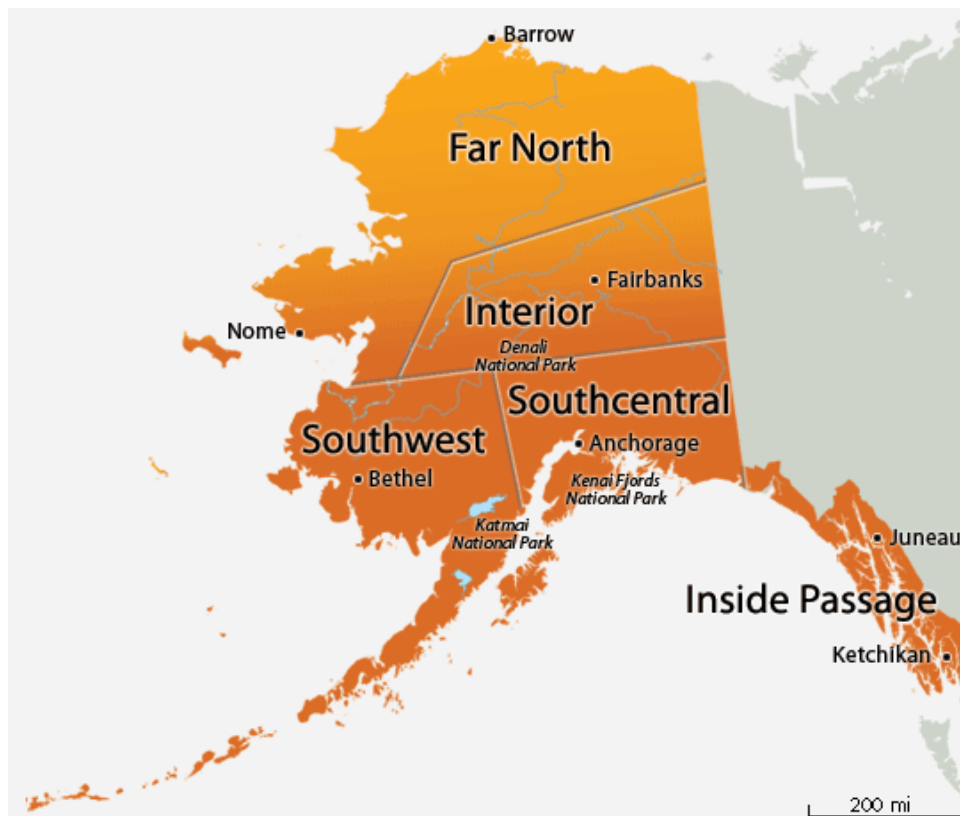 Barrow
Far North
Fairbanks
Interior
Nome
Denali
National Park
Southcentral
Southwest
Anchorage
Bethel
Kenai Fjords
National Park
Katmai
National Park
Juneau
Inside Passage
Ketchikan
200 mi